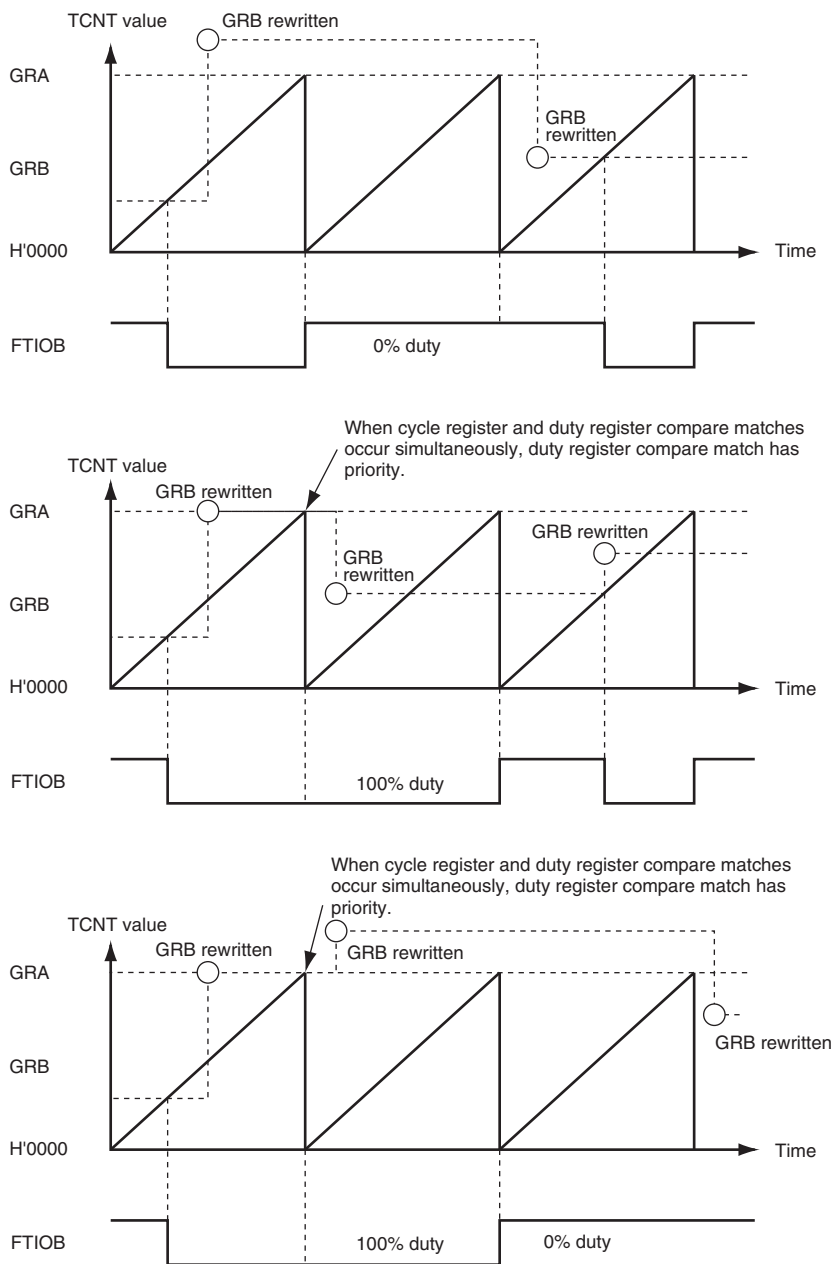 TCNT value
GRB rewritten
GRA
GRB
rewritten
GRB
H'0000
Time
FTIOB
0% duty
When cycle register and duty register compare matches
occur simultaneously, duty register compare match has
priority.
TCNT value
GRB rewritten
GRA
GRB rewritten
GRB
rewritten
GRB
H'0000
Time
FTIOB
100% duty
When cycle register and duty register compare matches
occur simultaneously, duty register compare match has
priority.
TCNT value
GRB rewritten
GRB rewritten
GRA
GRB rewritten
GRB
H'0000
Time
FTIOB
100% duty
0% duty